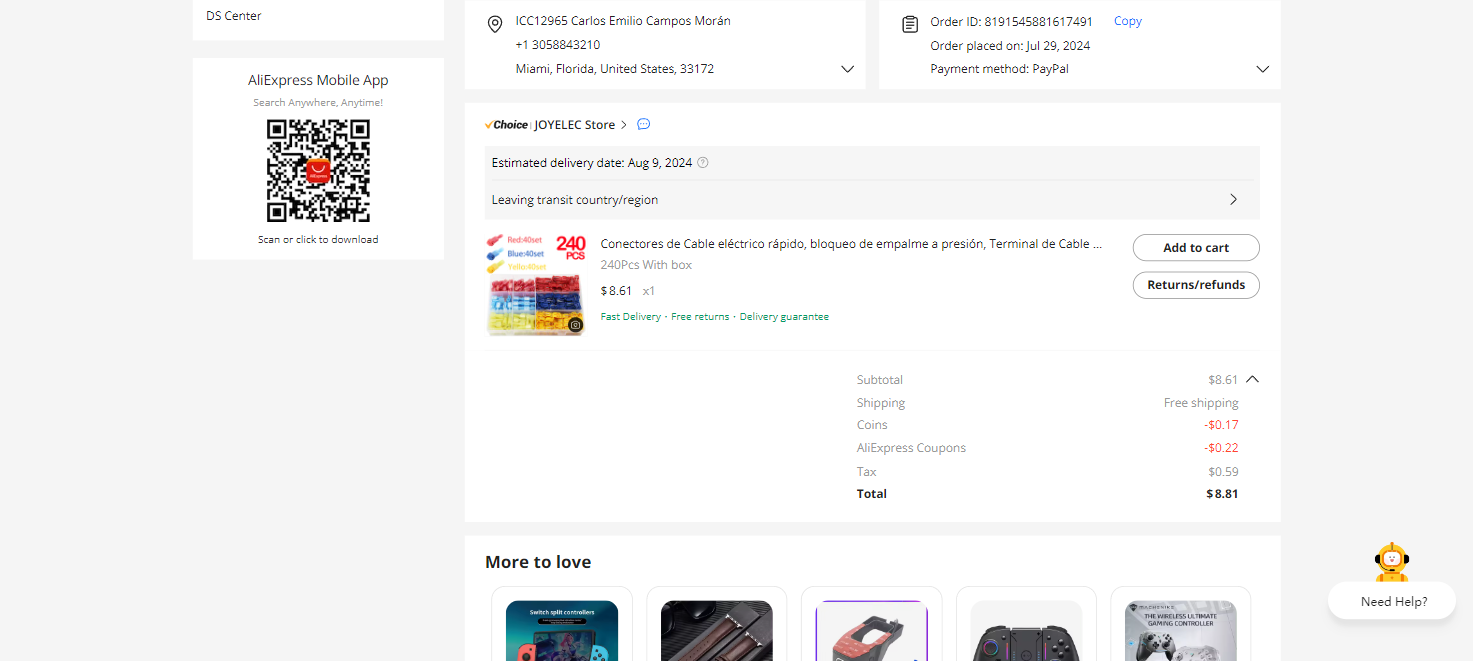 DS Center
AliExpress Mobile App
Search Anywhere, Anytime!
AliExpress
Scan or click to download
ICC12965 Carlos Emilio Campos Morán
+1 3058843210
Miami, Florida, United States, 33172
Order ID: 8191545881617491 Copy
Order placed on: Jul 29, 2024
Payment method: PayPal
Choice JOYELEC Store
Estimated delivery date: Aug 9, 2024
Leaving transit country/region
Red:40set
Blue:40set
Yello:40set
240
PCS
Conectores de Cable eléctrico rápido, bloqueo de empalme a presión, Terminal de Cable ...
240Pcs With box
$8.61 x1
Fast Delivery · Free returns · Delivery guarantee
Add to cart
Returns/refunds
Subtotal $8.61
Shipping Free shipping
Coins -$0.17
AliExpress Coupons -$0.22
Tax $0.59
Total $8.81
More to love
Switch split controllers
MACHENIKE
THE WIRELESS ULTIMATE
GAMING CONTROLLER
Need Help?